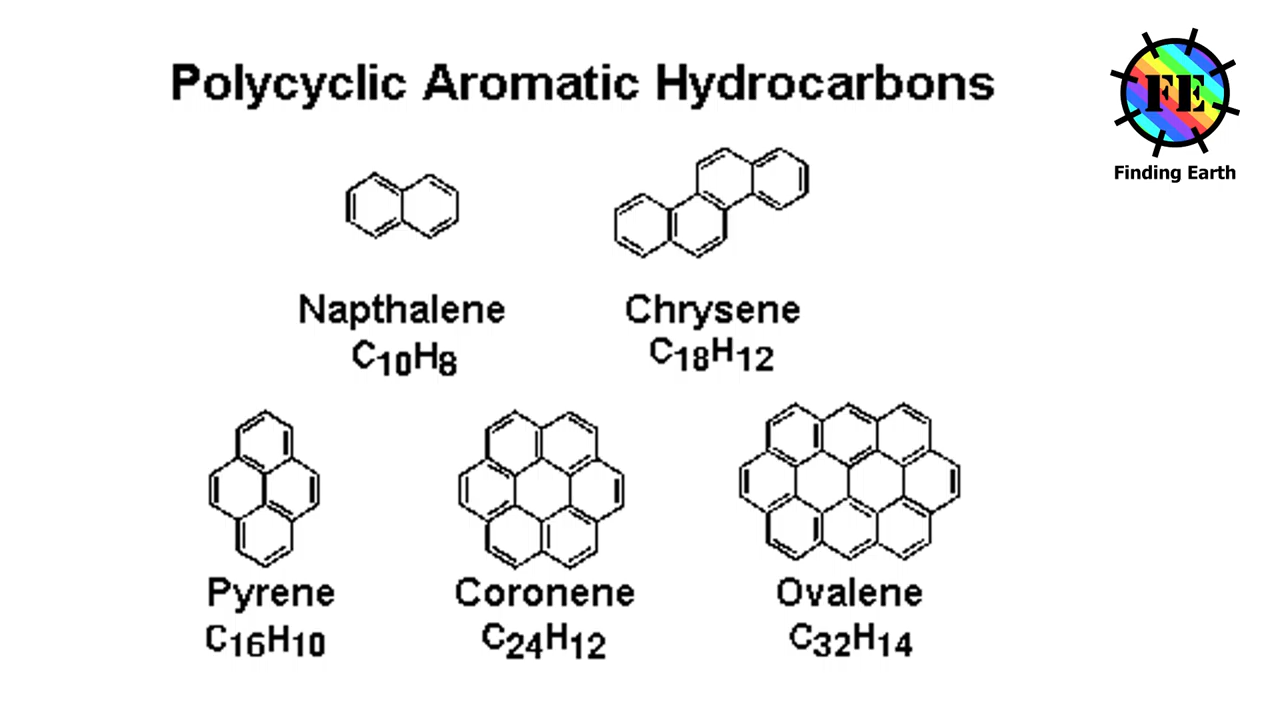 Polycyclic Aromatic Hydrocarbons
FE
Finding Earth
Napthalene
C10H8
Chrysene
C18H12
Pyrene
C16H10
Coronene
C24H12
Ovalene
C32H14